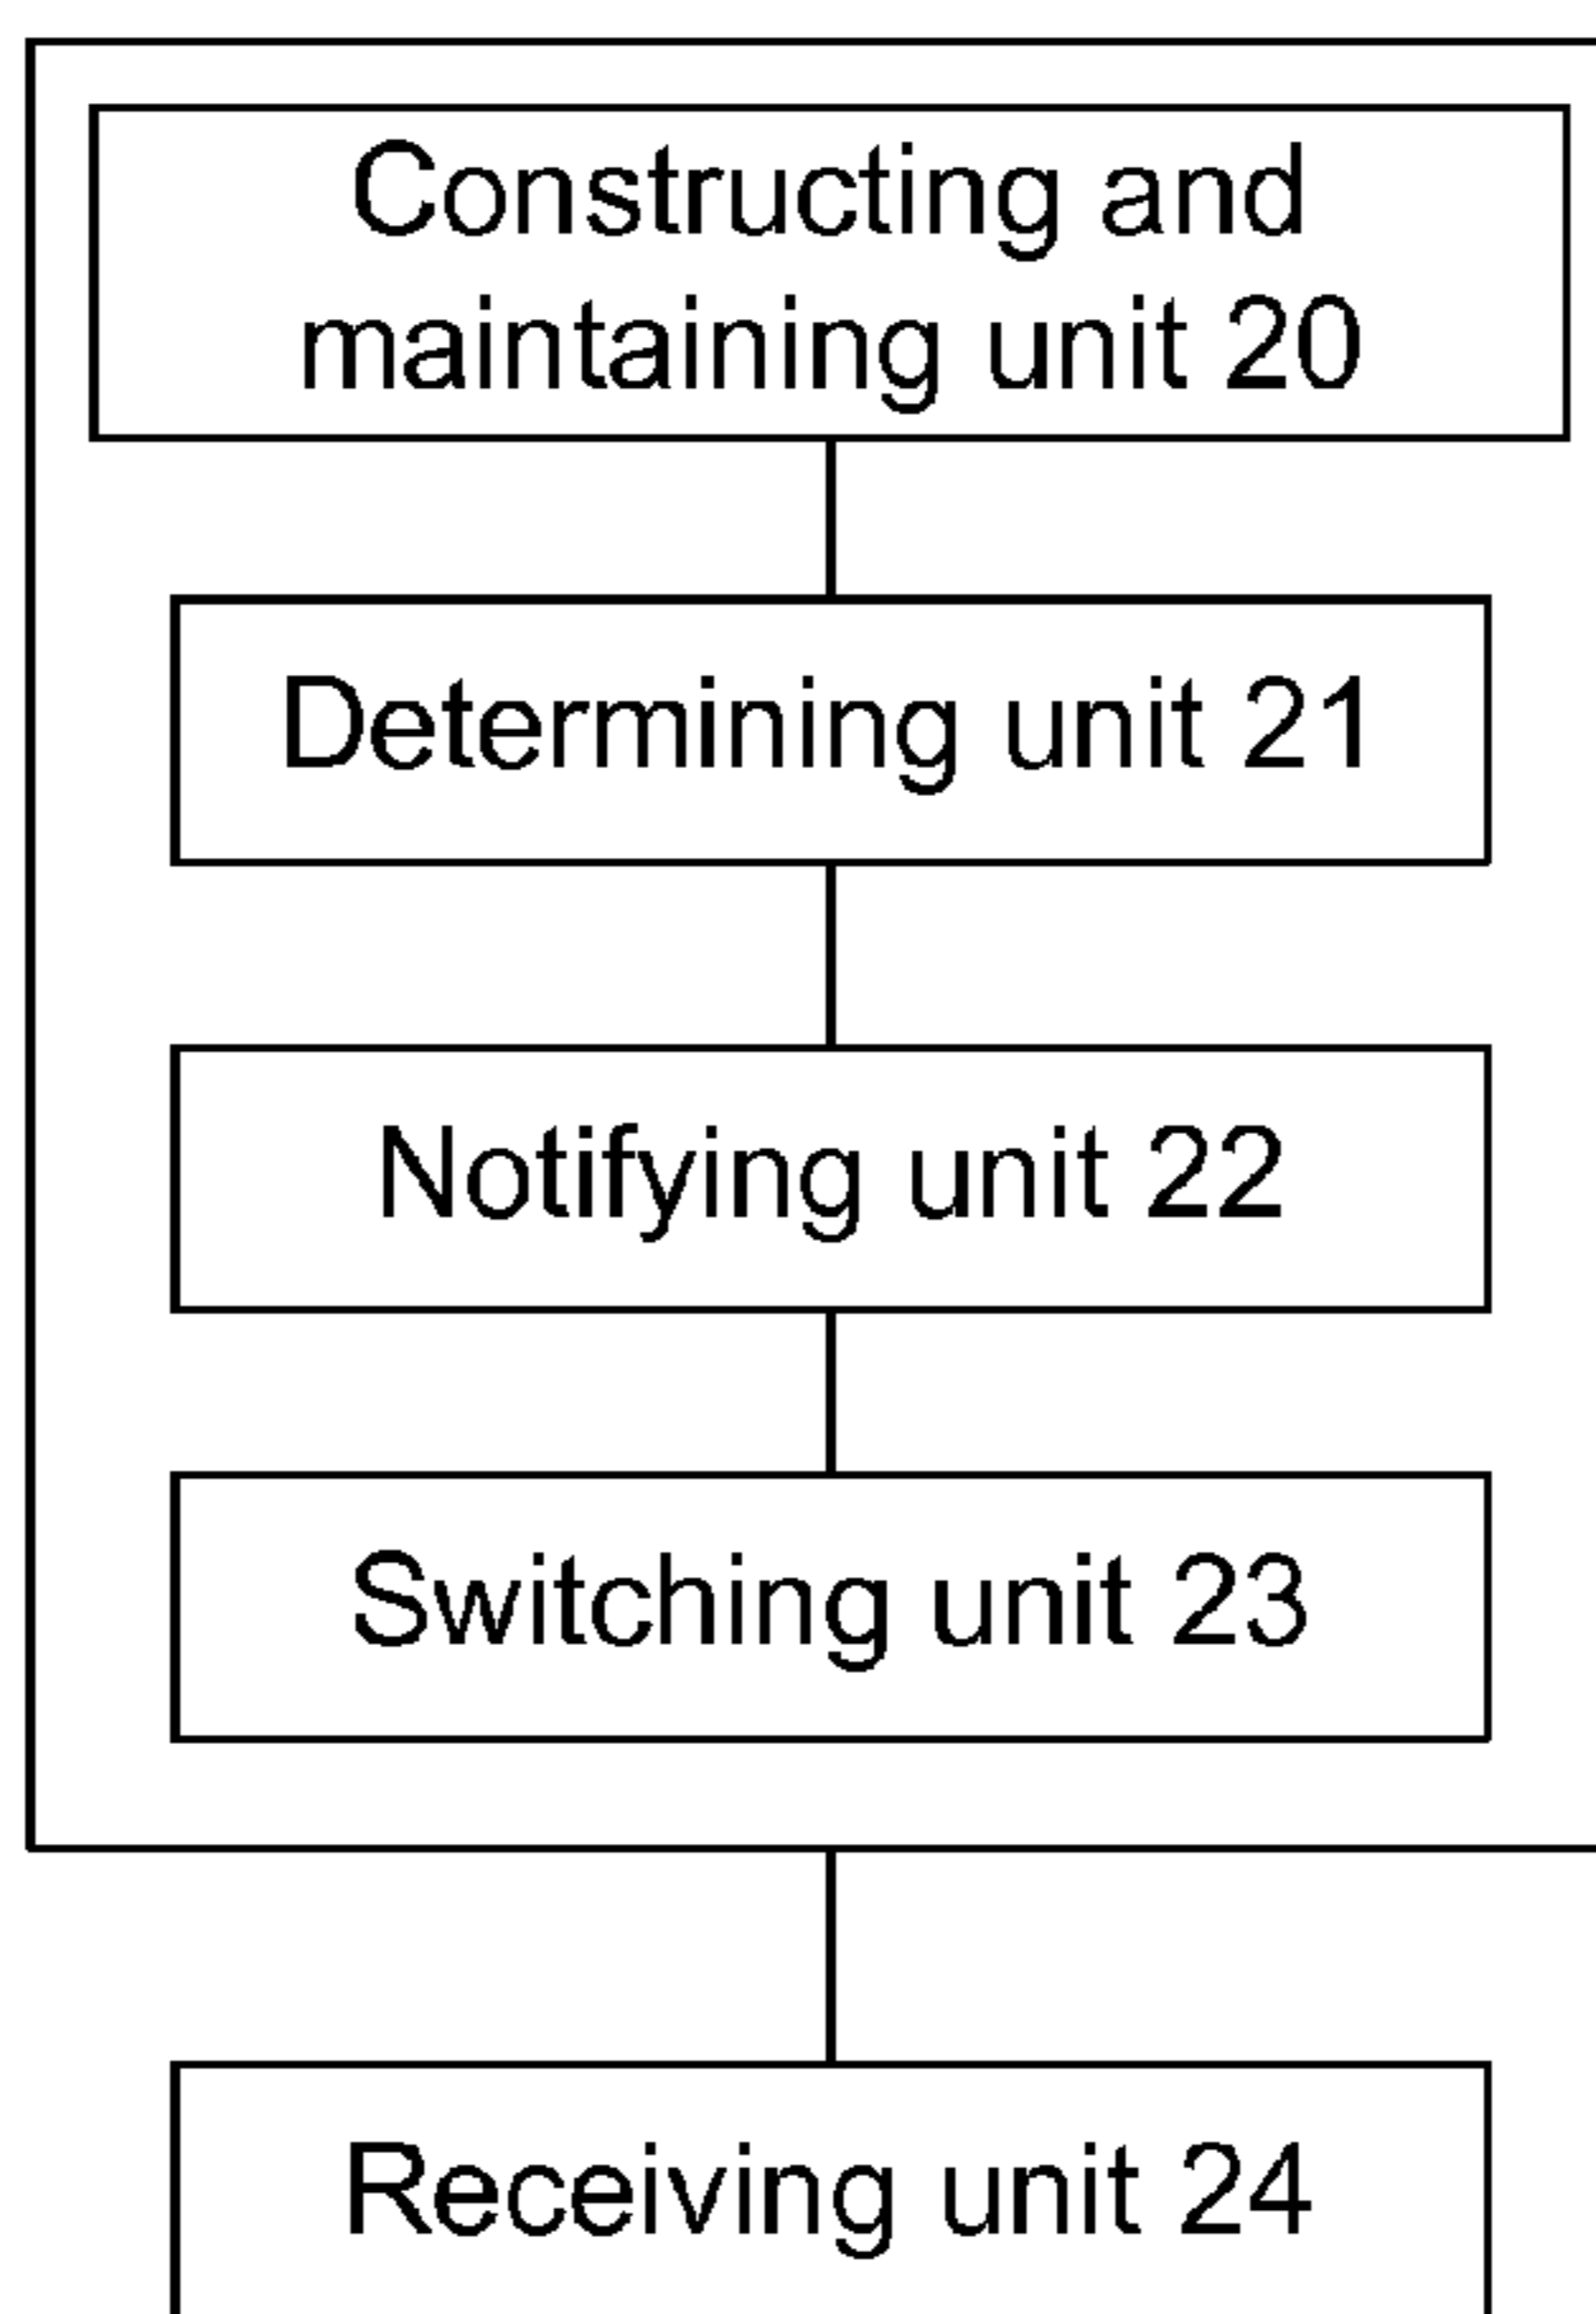 Constructing and
maintaining unit 20
Determining unit 21
Notifying unit 22
Switching unit 23
Receiving unit 24